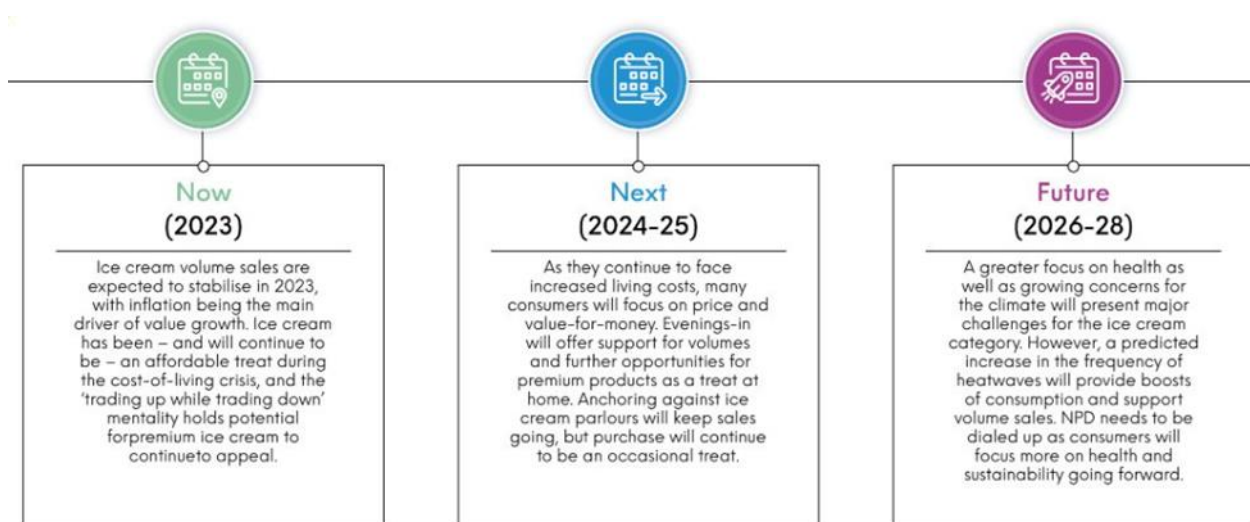 Now
(2023)
Ice cream volume sales are
expected to stabilise in 2023,
with inflation being the main
driver of value growth. Ice cream
has been – and will continue to
be – an affordable treat during
the cost-of-living crisis, and the
‘trading up while trading down’
mentality holds potential
forpremium ice cream to
continueto appeal.
Next
(2024-25)
As they continue to face
increased living costs, many
consumers will focus on price and
value-for-money. Evenings-in
will offer support for volumes
and further opportunities for
premium products as a treat at
home. Anchoring against ice
cream parlours will keep sales
going, but purchase will continue
to be an occasional treat.
Future
(2026-28)
A greater focus on health as
well as growing concerns for
the climate will present major
challenges for the ice cream
category. However, a predicted
increase in the frequency of
heatwaves will provide boosts
of consumption and support
volume sales. NPD needs to be
dialed up as consumers will
focus more on health and
sustainability going forward.